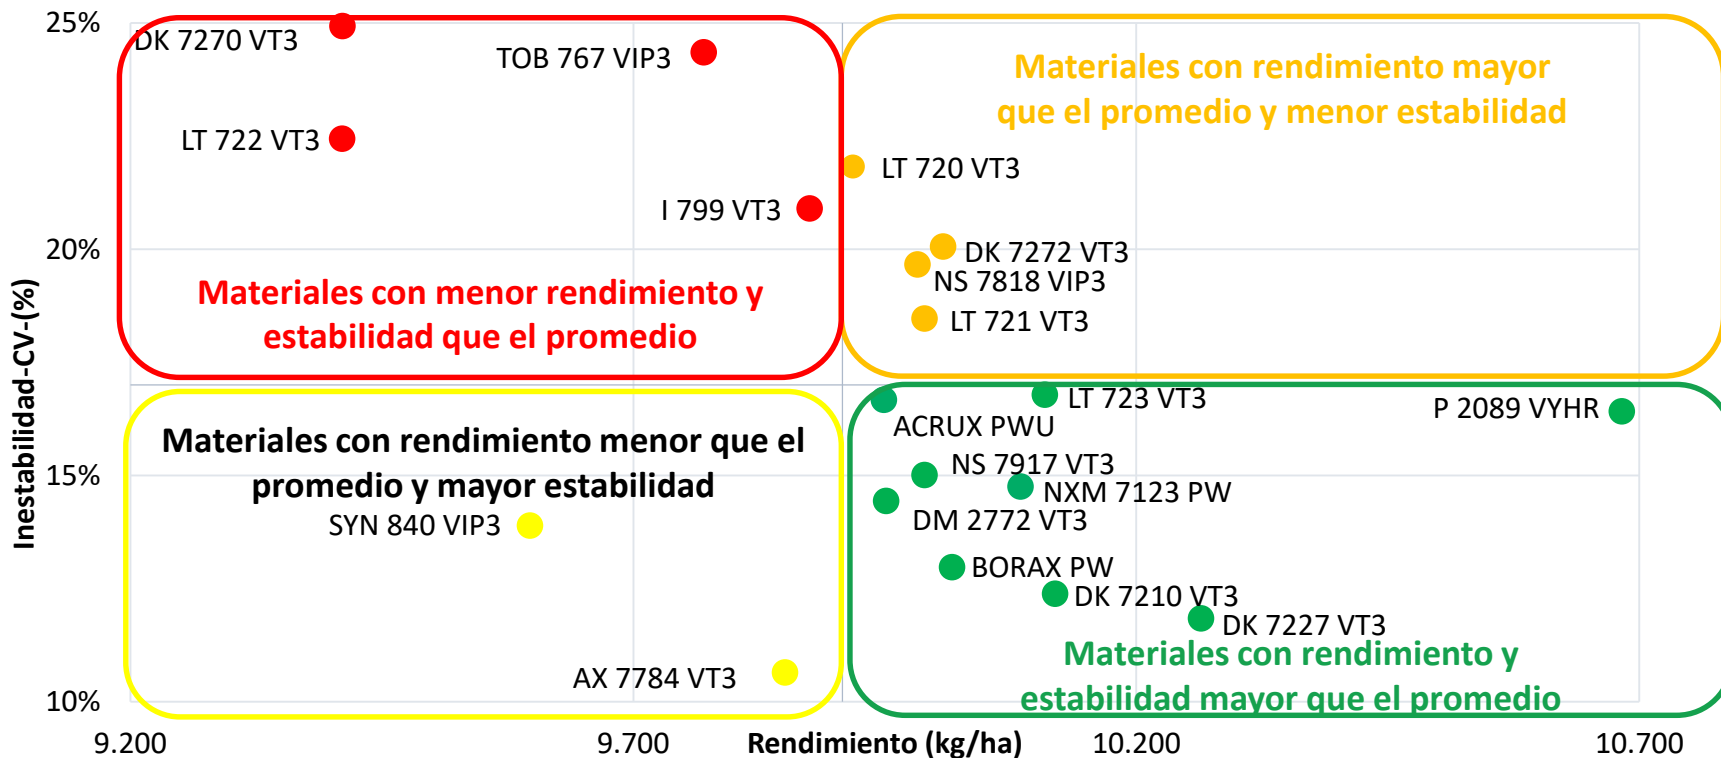 25%
DK 7270 VT3
TOB 767 VIP3
Materiales con rendimiento mayor
que el promedio y menor estabilidad
LT 722 VT3
LT 720 VT3
I 799 VT3
20%
DK 7272 VT3
NS 7818 VIP3
LT 721 VT3
Materiales con menor rendimiento y
estabilidad que el promedio
Inestabilidad-CV-(%)
LT 723 VT3
P 2089 VYHR
ACRUX PWU
Materiales con rendimiento menor que el
promedio y mayor estabilidad
15%
NS 7917 VT3
NXM 7123 PW
DM 2772 VT3
SYN 840 VIP3
BORAX PW
DK 7210 VT3
DK 7227 VT3
Materiales con rendimiento y
estabilidad mayor que el promedio
AX 7784 VT3
10%
9.200
9.700
Rendimiento (kg/ha)
10.200
10.700